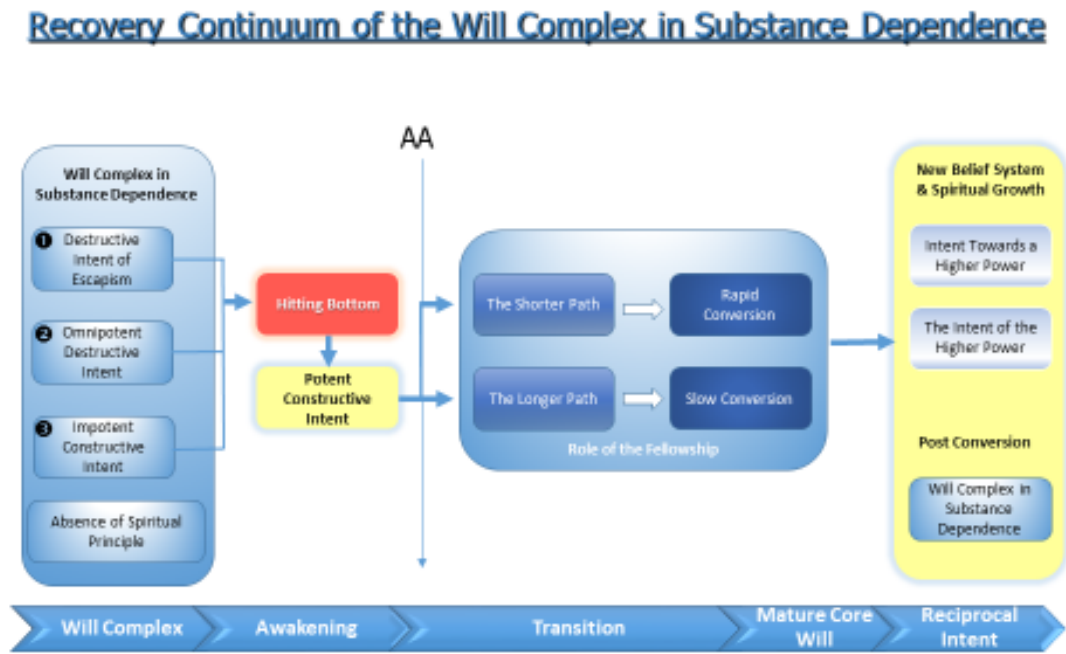 Recovery Continuum of the Will Complex in Substance Dependence
AA
Will Complex in
Substance Dependence
1 Destructive
Intent of
Escapism
2 Omnipotent
Destructive
Intent
3 Impotent
Constructive
Intent
Absence of Spiritual
Principle
Hitting Bottom
Potent
Constructive
Intent
The Shorter Path
Rapid
Conversion
The Longer Path
Slow Conversion
Role of the Fellowship
New Belief System
& Spiritual Growth
Intent Towards a
Higher Power
The Intent of the
Higher Power
Post Conversion
Will Complex in
Substance
Dependence
Will Complex
Awakening
Transition
Mature Core
Will
Reciprocal
Intent